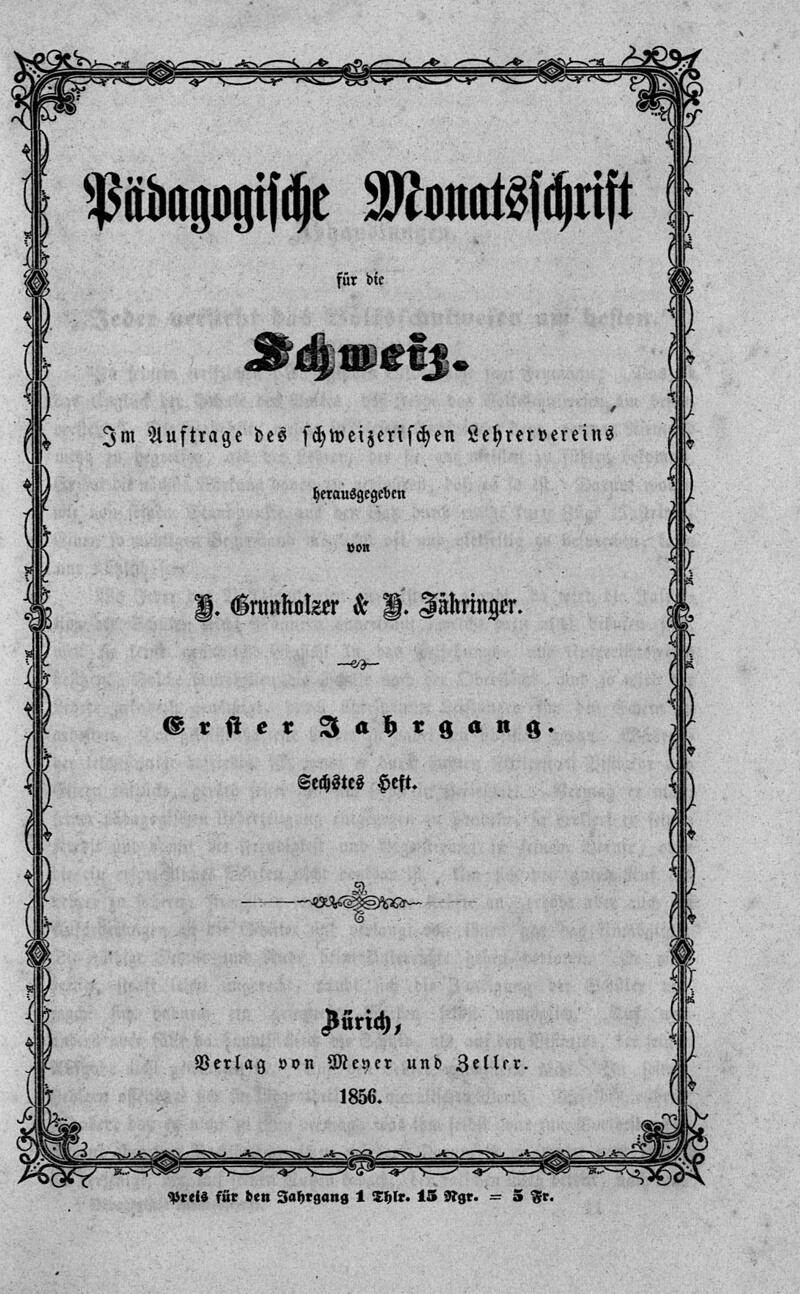 Pädagogische Monatsschrift
für die
Schweiz.
Im Auftrage des schweizerischen Lehrervereins
herausgegeben
von
H. Grunholzer & H. Zähringer.
Erster Jahrgang.
Sechstes Heft.
Zürich,
Verlag von Meyer und Zeller.
1856.
Preis für den Jahrgang 1 Thlr. 15 Ngr. = 5 Fr.